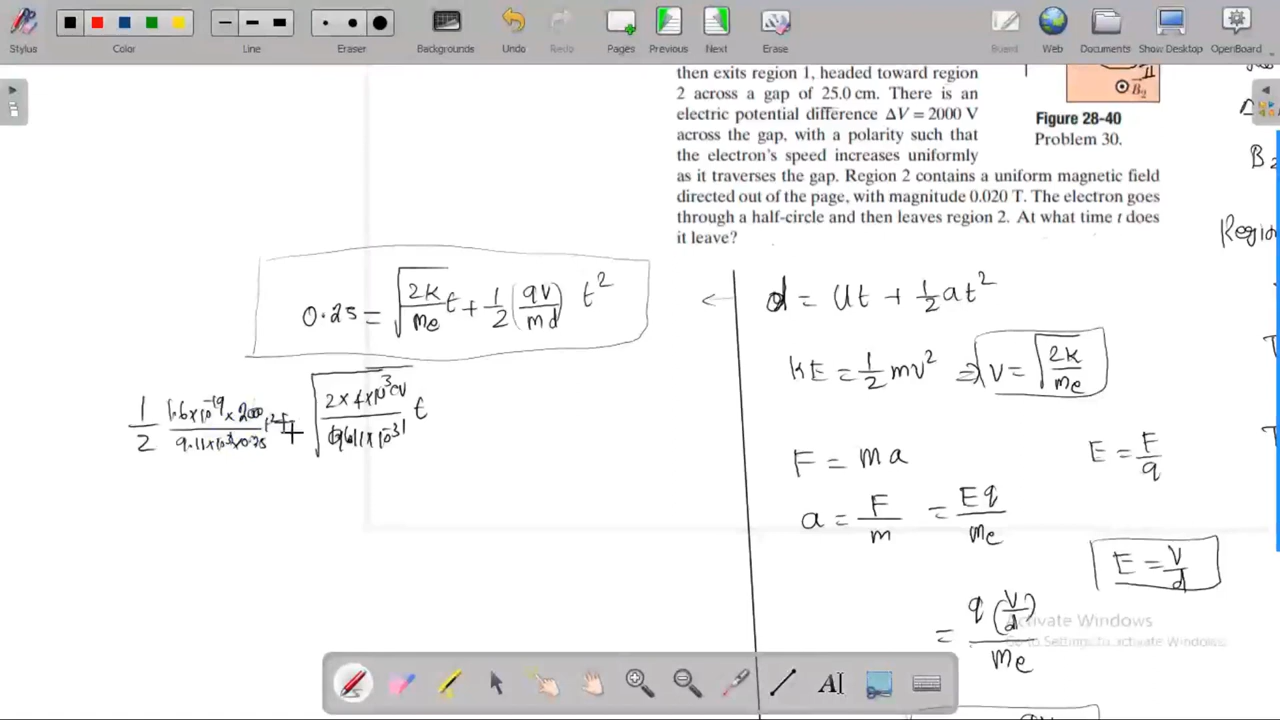 Stylus Color Line Eraser Backgrounds Undo Redo Pages Previous Next Erase Board Web Documents Show Desktop OpenBoard
then exits region 1, headed toward region
2 across a gap of 25.0 cm. There is an
electric potential difference ΔV = 2000 V
across the gap, with a polarity such that
the electron's speed increases uniformly
as it traverses the gap. Region 2 contains a uniform magnetic field
directed out of the page, with magnitude 0.020 T. The electron goes
through a half-circle and then leaves region 2. At what time t does
it leave?
II
B₂
Figure 28-40
Problem 30.
B₂
Region
0.25 = √(2k/me) t + 1/2 (qV/md) t²
← d = Ut + 1/2 at²
KE = 1/2 mv² ⇒ v = √(2k/me)
F = ma
E = F/q
a = F/m = Eq/me
E = V/d
= q(V/d)/me
Activate Windows
Go to Settings to activate Windows.
AI